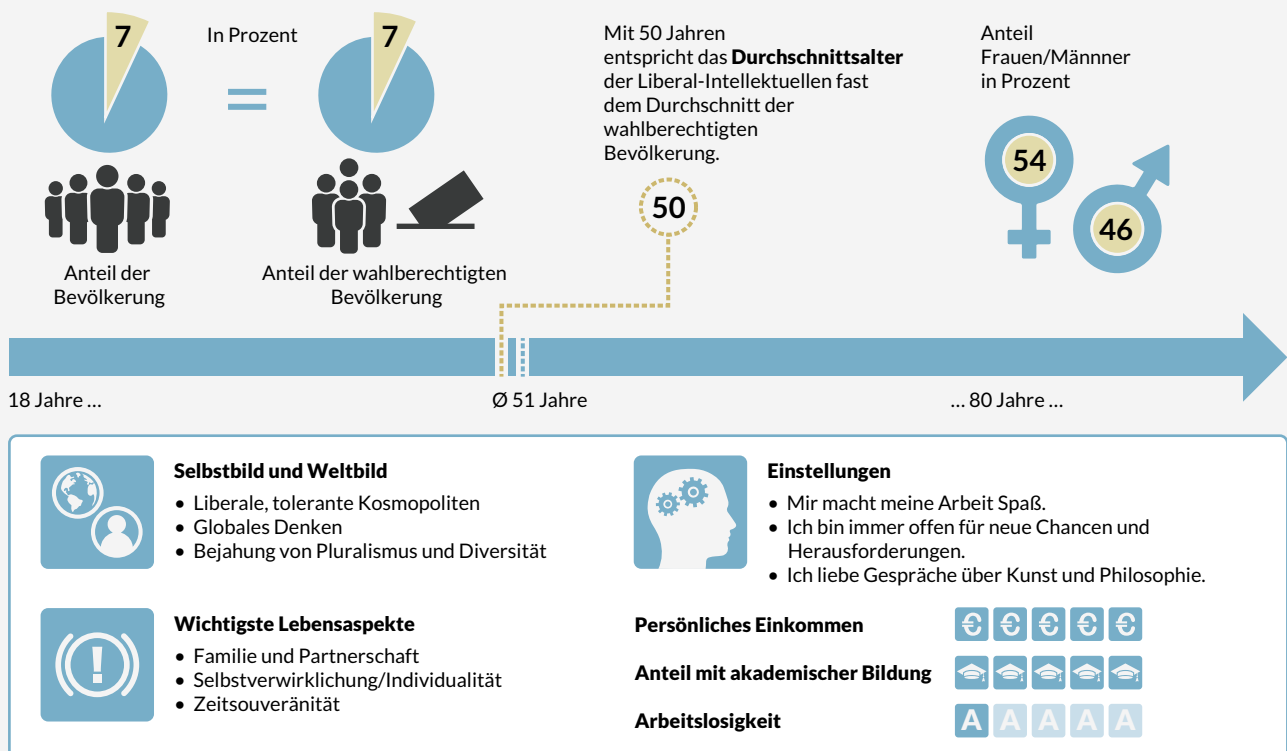 7
In Prozent
7
Anteil der
Bevölkerung
=
Anteil der wahlberechtigten
Bevölkerung
Mit 50 Jahren
entspricht das Durchschnittsalter
der Liberal-Intellektuellen fast
dem Durchschnitt der
wahlberechtigten
Bevölkerung.
50
Anteil
Frauen/Männner
in Prozent
54
46
18 Jahre ...
Ø 51 Jahre
... 80 Jahre ...
Selbstbild und Weltbild
• Liberale, tolerante Kosmopoliten
• Globales Denken
• Bejahung von Pluralismus und Diversität
Einstellungen
• Mir macht meine Arbeit Spaß.
• Ich bin immer offen für neue Chancen und
Herausforderungen.
• Ich liebe Gespräche über Kunst und Philosophie.
!
Wichtigste Lebensaspekte
• Familie und Partnerschaft
• Selbstverwirklichung/Individualität
• Zeitsouveränität
Persönliches Einkommen
€ € € € €
Anteil mit akademischer Bildung
Arbeitslosigkeit
A A A A A